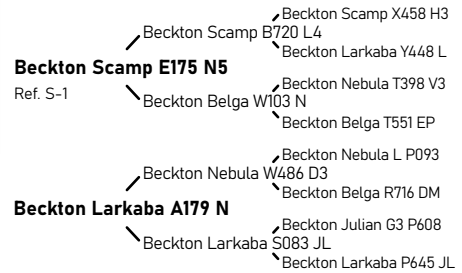 Beckton Scamp X458 H3
Beckton Scamp B720 L4
Beckton Larkaba Y448 L
Beckton Scamp E175 N5
Ref. S-1
Beckton Nebula T398 V3
Beckton Belga W103 N
Beckton Belga T551 EP
Beckton Nebula L P093
Beckton Nebula W486 D3
Beckton Belga R716 DM
Beckton Larkaba A179 N
Beckton Julian G3 P608
Beckton Larkaba S083 JL
Beckton Larkaba P645 JL